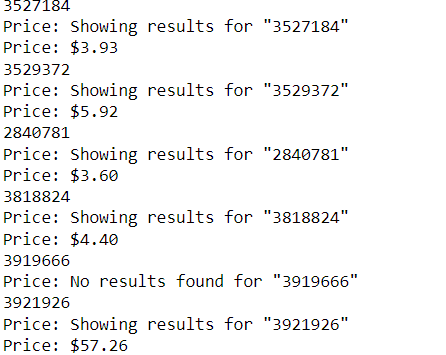 3527184
Price: Showing results for "3527184"
Price: $3.93
3529372
Price: Showing results for "3529372"
Price: $5.92
2840781
Price: Showing results for "2840781"
Price: $3.60
3818824
Price: Showing results for "3818824"
Price: $4.40
3919666
Price: No results found for "3919666"
3921926
Price: Showing results for "3921926"
Price: $57.26